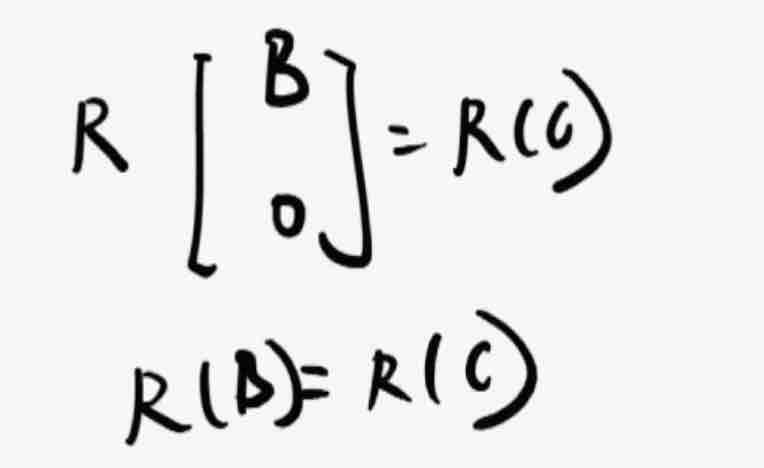 R [ B 0 ] = R(C)
R(B) = R(C)